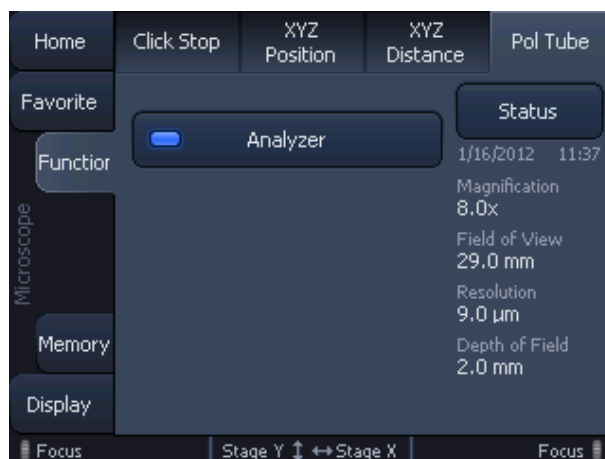 Home
Click Stop
XYZ
Position
XYZ
Distance
Pol Tube
Favorite
Function
Microscope
Memory
Display
Analyzer
Status
1/16/2012 11:37
Magnification
8.0x
Field of View
29.0 mm
Resolution
9.0 µm
Depth of Field
2.0 mm
Focus
Stage Y ↕ ↔ Stage X
Focus